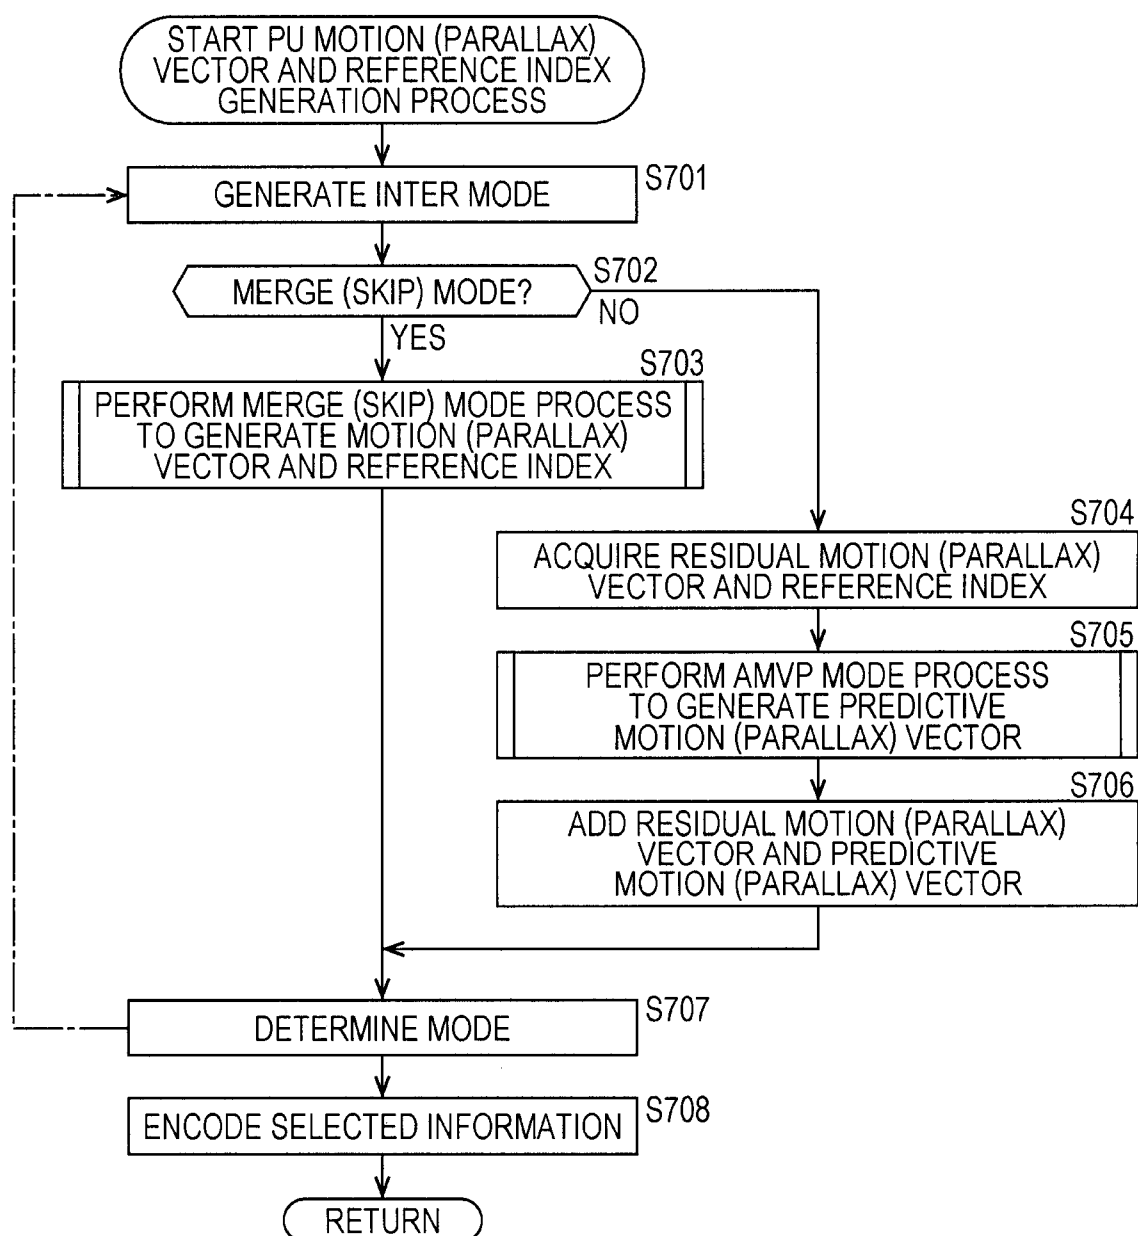 START PU MOTION (PARALLAX)
VECTOR AND REFERENCE INDEX
GENERATION PROCESS
GENERATE INTER MODE
S701
MERGE (SKIP) MODE?
S702
NO
YES
S703
PERFORM MERGE (SKIP) MODE PROCESS
TO GENERATE MOTION (PARALLAX)
VECTOR AND REFERENCE INDEX
S704
ACQUIRE RESIDUAL MOTION (PARALLAX)
VECTOR AND REFERENCE INDEX
S705
PERFORM AMVP MODE PROCESS
TO GENERATE PREDICTIVE
MOTION (PARALLAX) VECTOR
S706
ADD RESIDUAL MOTION (PARALLAX)
VECTOR AND PREDICTIVE
MOTION (PARALLAX) VECTOR
DETERMINE MODE
S707
ENCODE SELECTED INFORMATION
S708
RETURN